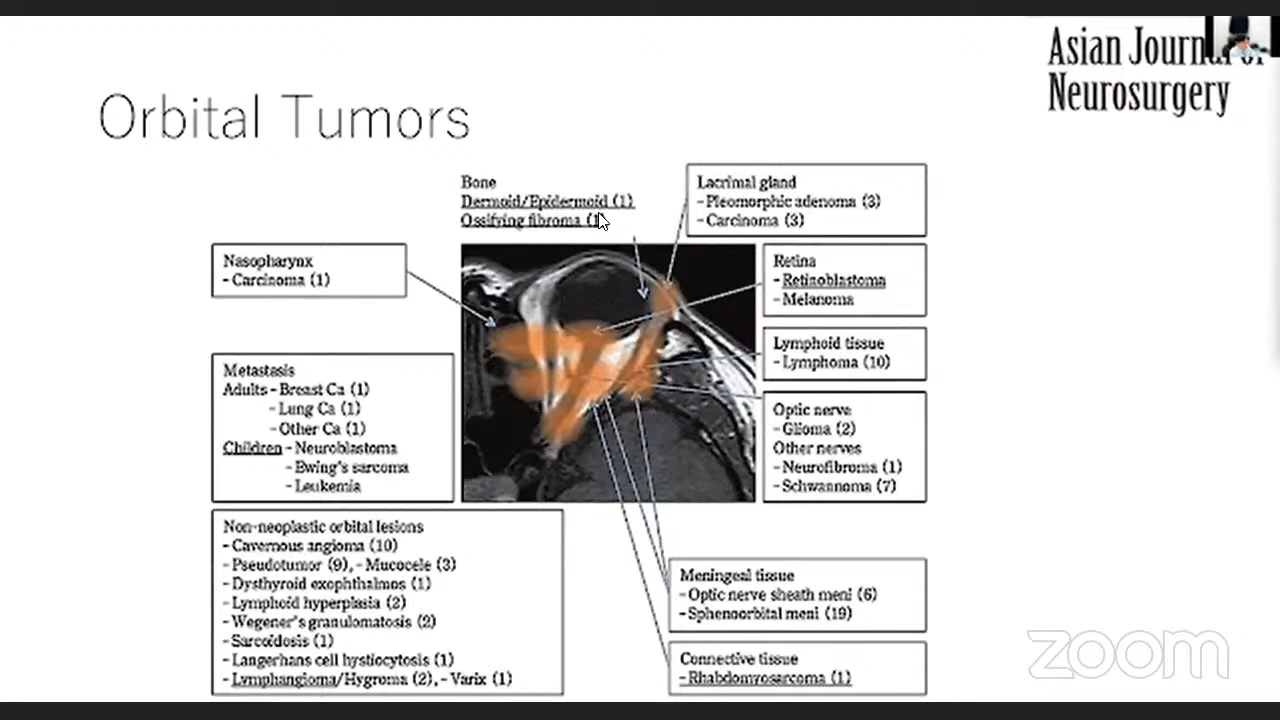 Asian Journal of
Neurosurgery
Orbital Tumors
Bone
Dermoid/Epidermoid (1)
Ossifying fibroma (1
Lacrimal gland
- Pleomorphic adenoma (3)
- Carcinoma (3)
Nasopharynx
- Carcinoma (1)
Retina
- Retinoblastoma
- Melanoma
Lymphoid tissue
- Lymphoma (10)
Metastasis
Adults - Breast Ca (1)
- Lung Ca (1)
- Other Ca (1)
Children - Neuroblastoma
- Ewing's sarcoma
- Leukemia
Optic nerve
- Glioma (2)
Other nerves
- Neurofibroma (1)
- Schwannoma (7)
Non-neoplastic orbital lesions
- Cavernous angioma (10)
- Pseudotumor (9), - Mucocele (3)
- Dysthyroid exophthalmos (1)
- Lymphoid hyperplasia (2)
- Wegener's granulomatosis (2)
- Sarcoidosis (1)
- Langerhans cell hystiocytosis (1)
- Lymphangioma/Hygroma (2), - Varix (1)
Meningeal tissue
- Optic nerve sheath meni (6)
- Sphenoorbital meni (19)
Connective tissue
- Rhabdomyosarcoma (1)
zoom